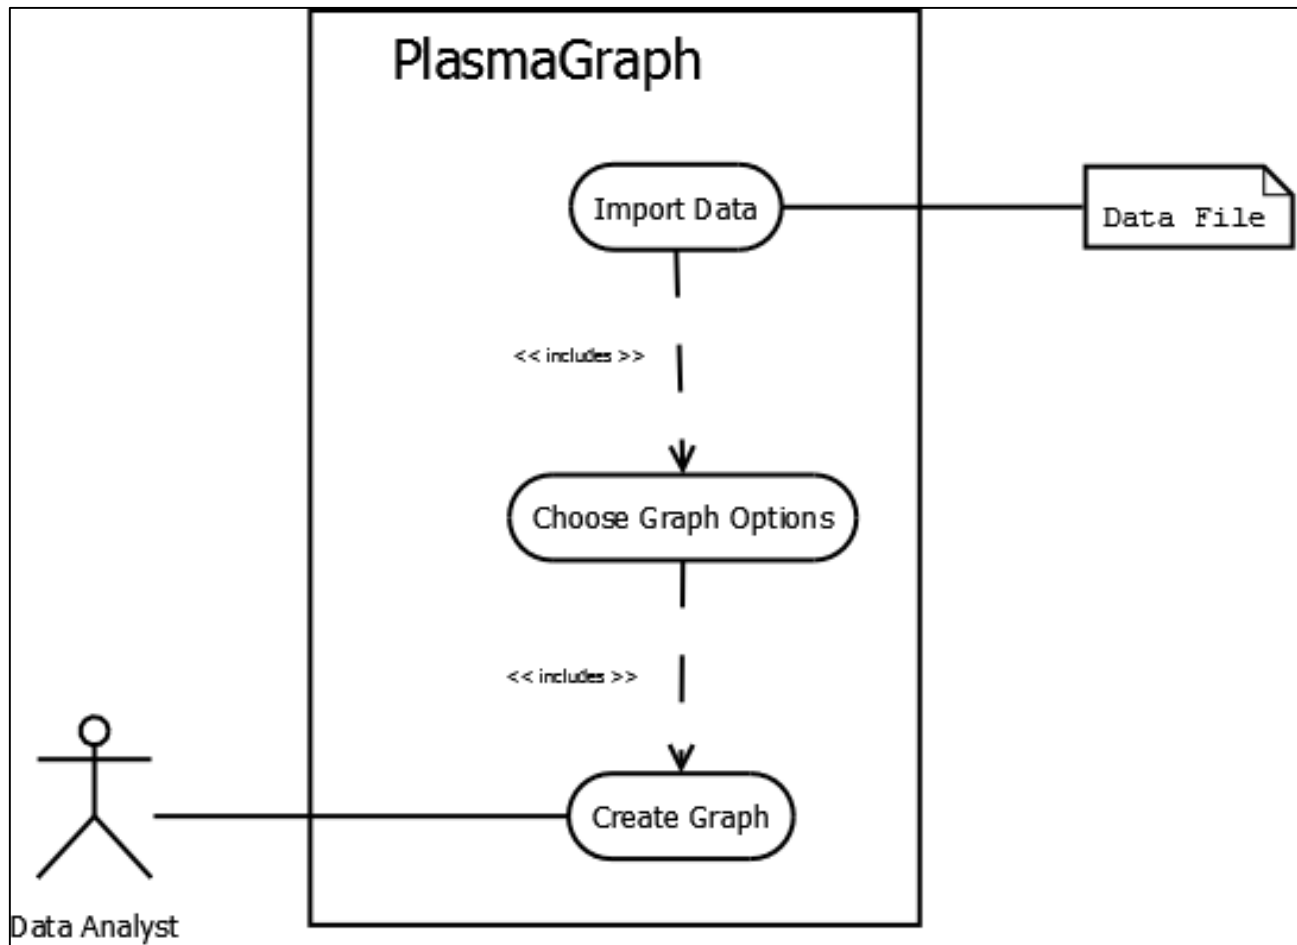 PlasmaGraph
Import Data
Data File
<< includes >>
Choose Graph Options
<< includes >>
Create Graph
Data Analyst